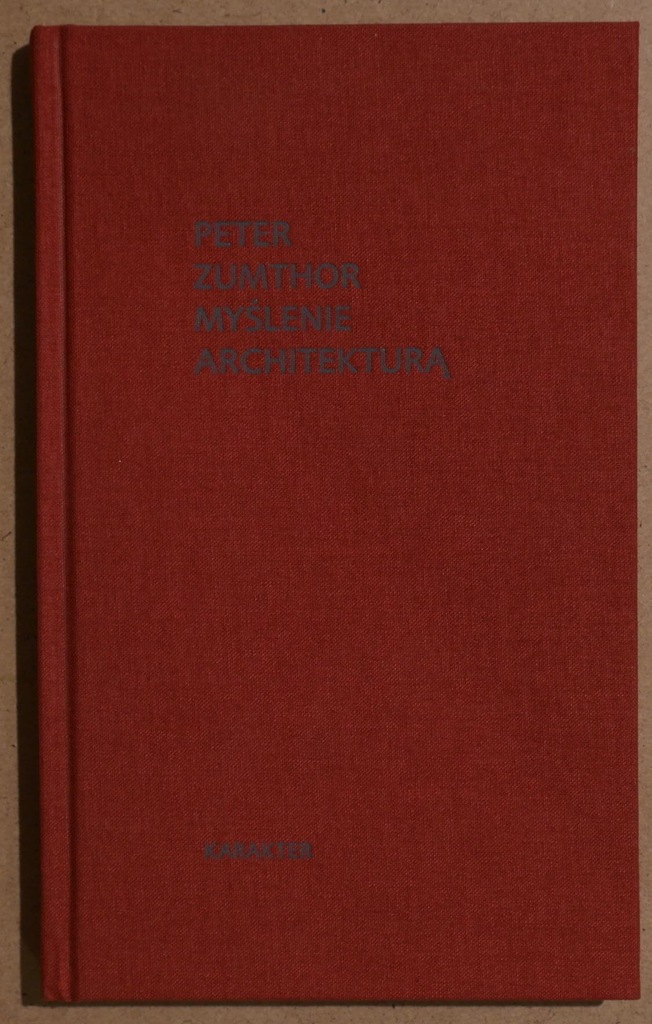 PETER
ZUMTHOR
MYŚLENIE
ARCHITEKTURĄ
KARAKTER